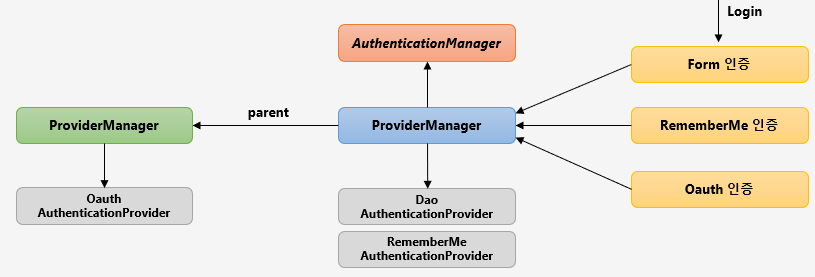 Login
AuthenticationManager
Form 인증
parent
ProviderManager
ProviderManager
RememberMe 인증
Oauth
AuthenticationProvider
Dao
AuthenticationProvider
Oauth 인증
RememberMe
AuthenticationProvider